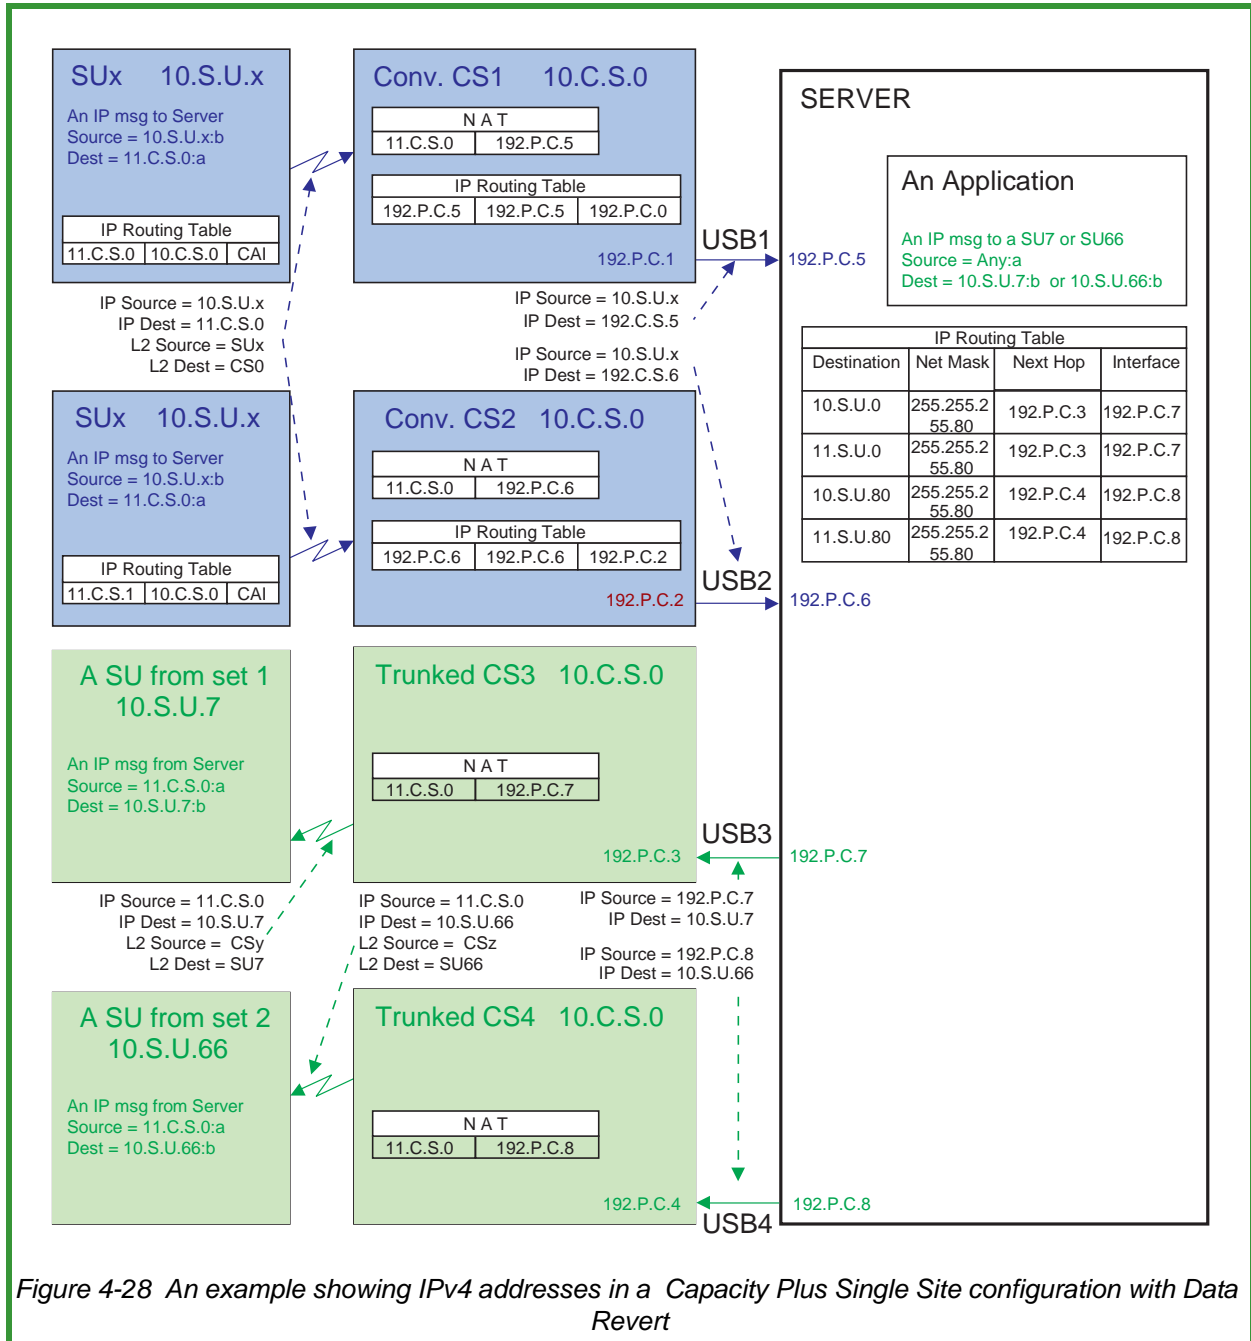 SUx 10.S.U.x
An IP msg to Server
Source = 10.S.U.x:b
Dest = 11.C.S.0:a
IP Routing Table
11.C.S.0 10.C.S.0 CAI
Conv. CS1 10.C.S.0
N A T
11.C.S.0 192.P.C.5
IP Routing Table
192.P.C.5 192.P.C.5 192.P.C.0
192.P.C.1
USB1
192.P.C.5
SERVER
An Application
An IP msg to a SU7 or SU66
Source = Any:a
Dest = 10.S.U.7:b or 10.S.U.66:b
IP Routing Table
Destination Net Mask Next Hop Interface
10.S.U.0 255.255.2 55.80 192.P.C.3 192.P.C.7
11.S.U.0 255.255.2 55.80 192.P.C.3 192.P.C.7
10.S.U.80 255.255.2 55.80 192.P.C.4 192.P.C.8
11.S.U.80 255.255.2 55.80 192.P.C.4 192.P.C.8
IP Source = 10.S.U.x
IP Dest = 11.C.S.0
L2 Source = SUx
L2 Dest = CS0
IP Source = 10.S.U.x
IP Dest = 192.C.S.5
IP Source = 10.S.U.x
IP Dest = 192.C.S.6
SUx 10.S.U.x
An IP msg to Server
Source = 10.S.U.x:b
Dest = 11.C.S.0:a
IP Routing Table
11.C.S.1 10.C.S.0 CAI
Conv. CS2 10.C.S.0
N A T
11.C.S.0 192.P.C.6
IP Routing Table
192.P.C.6 192.P.C.6 192.P.C.2
192.P.C.2
USB2
192.P.C.6
A SU from set 1
10.S.U.7
An IP msg from Server
Source = 11.C.S.0:a
Dest = 10.S.U.7:b
Trunked CS3 10.C.S.0
N A T
11.C.S.0 192.P.C.7
192.P.C.3
USB3
192.P.C.7
IP Source = 11.C.S.0
IP Dest = 10.S.U.7
L2 Source = CSy
L2 Dest = SU7
IP Source = 11.C.S.0
IP Dest = 10.S.U.66
L2 Source = CSz
L2 Dest = SU66
IP Source = 192.P.C.7
IP Dest = 10.S.U.7
IP Source = 192.P.C.8
IP Dest = 10.S.U.66
A SU from set 2
10.S.U.66
An IP msg from Server
Source = 11.C.S.0:a
Dest = 10.S.U.66:b
Trunked CS4 10.C.S.0
N A T
11.C.S.0 192.P.C.8
192.P.C.4
USB4
192.P.C.8
Figure 4-28 An example showing IPv4 addresses in a Capacity Plus Single Site configuration with Data
Revert